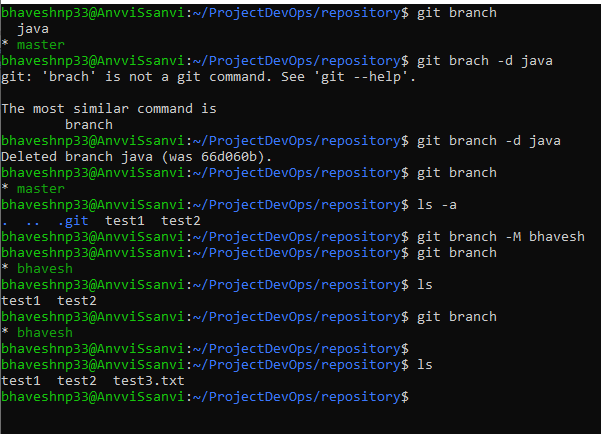 bhaveshnp33@AnvviSsanvi:~/ProjectDevOps/repository$ git branch
  java
* master
bhaveshnp33@AnvviSsanvi:~/ProjectDevOps/repository$ git brach -d java
git: 'brach' is not a git command. See 'git --help'.

The most similar command is
        branch
bhaveshnp33@AnvviSsanvi:~/ProjectDevOps/repository$ git branch -d java
Deleted branch java (was 66d060b).
bhaveshnp33@AnvviSsanvi:~/ProjectDevOps/repository$ git branch
* master
bhaveshnp33@AnvviSsanvi:~/ProjectDevOps/repository$ ls -a
.  ..  .git  test1  test2
bhaveshnp33@AnvviSsanvi:~/ProjectDevOps/repository$ git branch -M bhavesh
bhaveshnp33@AnvviSsanvi:~/ProjectDevOps/repository$ git branch
* bhavesh
bhaveshnp33@AnvviSsanvi:~/ProjectDevOps/repository$ ls
test1  test2
bhaveshnp33@AnvviSsanvi:~/ProjectDevOps/repository$ git branch
* bhavesh
bhaveshnp33@AnvviSsanvi:~/ProjectDevOps/repository$
bhaveshnp33@AnvviSsanvi:~/ProjectDevOps/repository$ ls
test1  test2  test3.txt
bhaveshnp33@AnvviSsanvi:~/ProjectDevOps/repository$